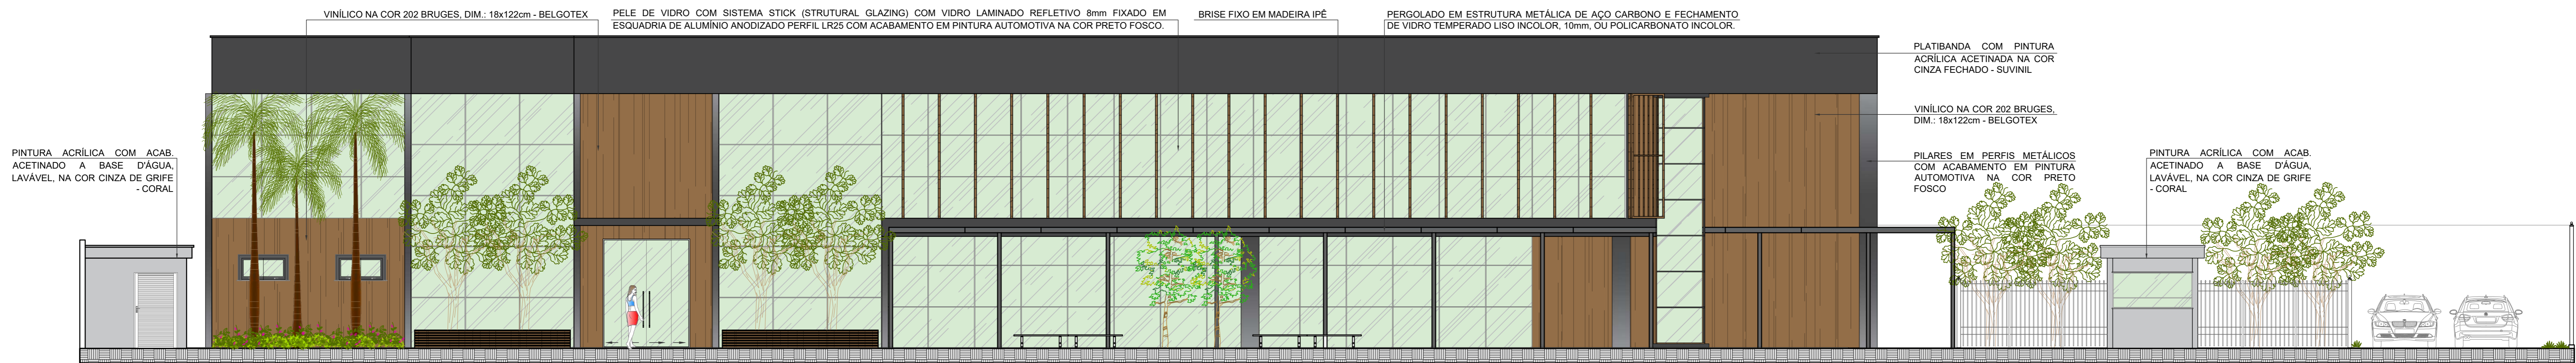 VINÍLICO NA COR 202 BRUGES, DIM.: 18x122cm - BELGOTEX
PELE DE VIDRO COM SISTEMA STICK (STRUTURAL GLAZING) COM VIDRO LAMINADO REFLETIVO 8mm FIXADO EM
ESQUADRIA DE ALUMÍNIO ANODIZADO PERFIL LR25 COM ACABAMENTO EM PINTURA AUTOMOTIVA NA COR PRETO FOSCO.
BRISE FIXO EM MADEIRA IPÊ
PERGOLADO EM ESTRUTURA METÁLICA DE AÇO CARBONO E FECHAMENTO
DE VIDRO TEMPERADO LISO INCOLOR, 10mm, OU POLICARBONATO INCOLOR.
PLATIBANDA COM PINTURA
ACRÍLICA ACETINADA NA COR
CINZA FECHADO - SUVINIL
VINÍLICO NA COR 202 BRUGES,
DIM.: 18x122cm - BELGOTEX
PINTURA ACRÍLICA COM ACAB.
ACETINADO A BASE D'ÁGUA,
LAVÁVEL, NA COR CINZA DE GRIFE
- CORAL
PILARES EM PERFIS METÁLICOS
COM ACABAMENTO EM PINTURA
AUTOMOTIVA NA COR PRETO
FOSCO
PINTURA ACRÍLICA COM ACAB.
ACETINADO A BASE D'ÁGUA,
LAVÁVEL, NA COR CINZA DE GRIFE
- CORAL